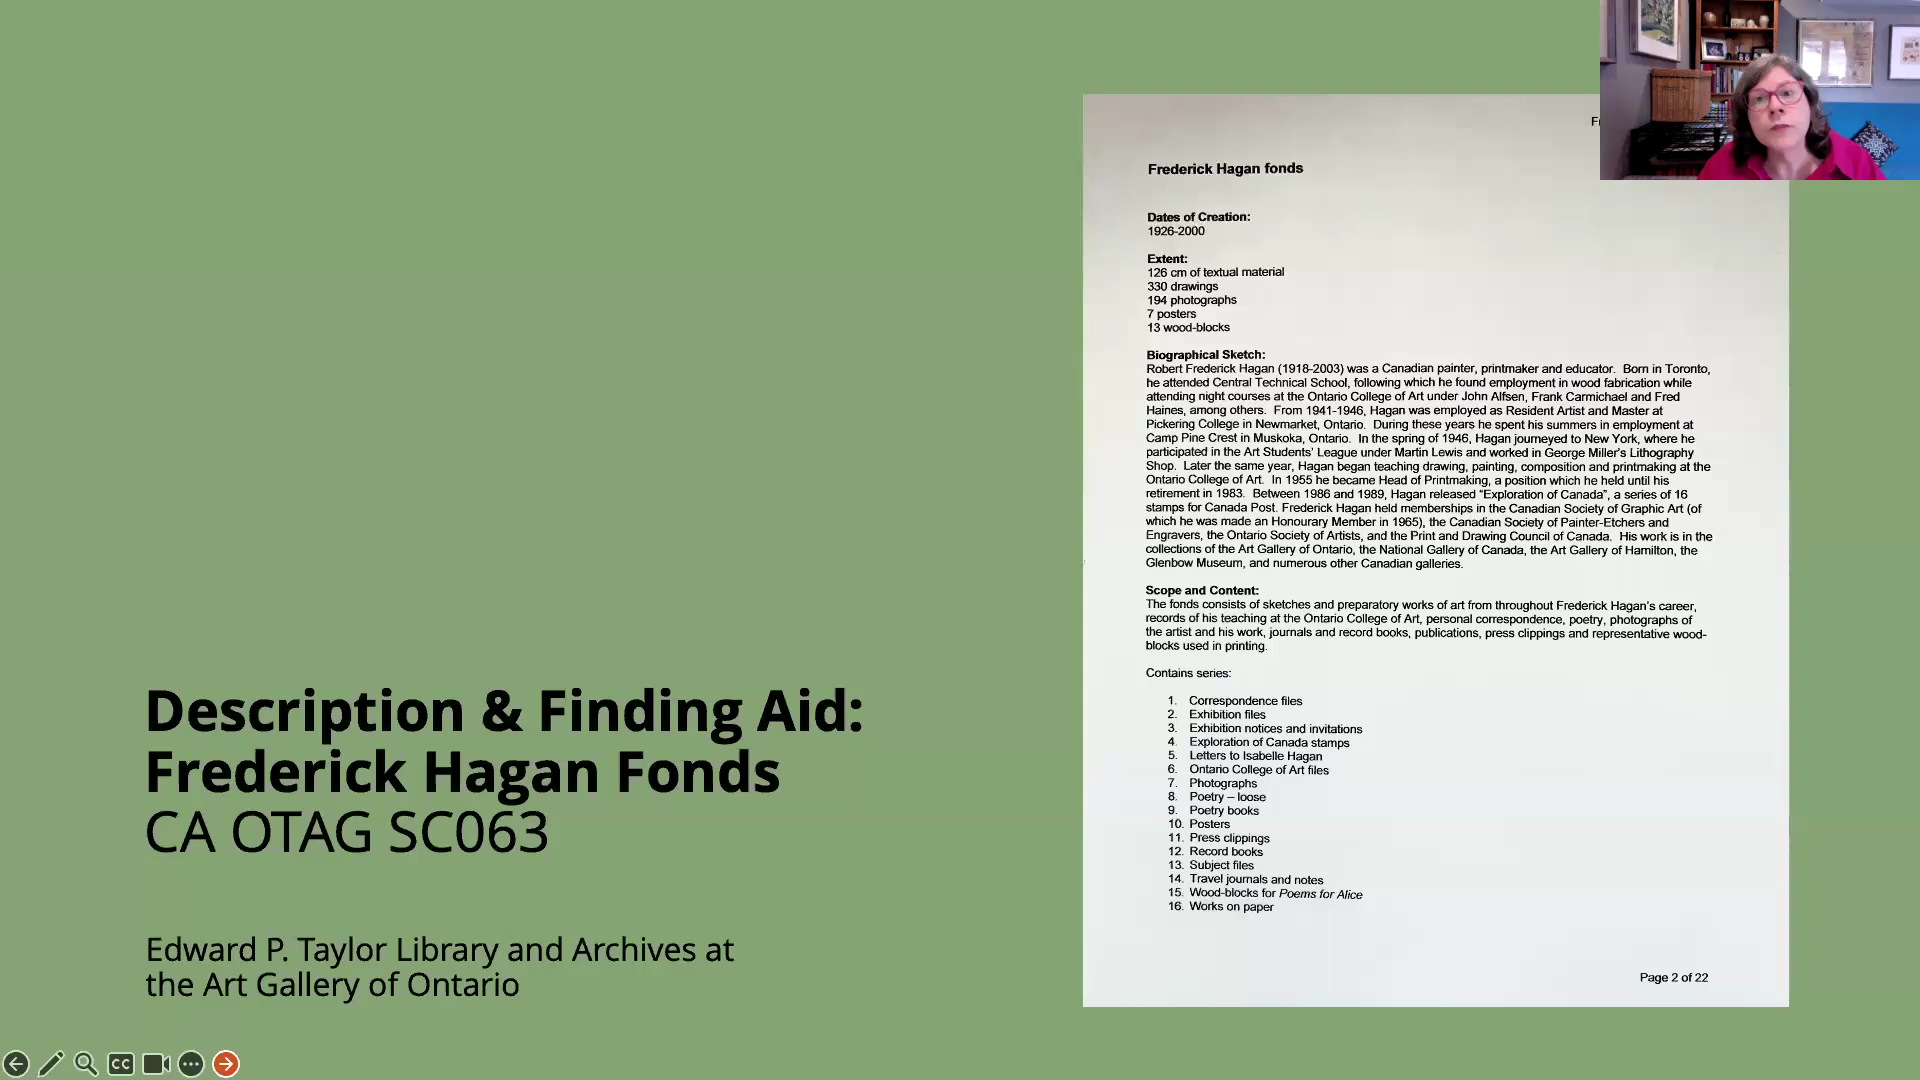 Description & Finding Aid:
Frederick Hagan Fonds
CA OTAG SC063
Edward P. Taylor Library and Archives at
the Art Gallery of Ontario
Frederick Hagan fonds
Dates of Creation:
1926-2000
Extent:
126 cm of textual material
330 drawings
194 photographs
7 posters
13 wood-blocks
Biographical Sketch:
Robert Frederick Hagan (1918-2003) was a Canadian painter, printmaker and educator. Born in Toronto,
he attended Central Technical School, following which he found employment in wood fabrication while
attending night courses at the Ontario College of Art under John Alfsen, Frank Carmichael and Fred
Haines, among others. From 1941-1946, Hagan was employed as Resident Artist and Master at
Pickering College in Newmarket, Ontario. During these years he spent his summers in employment at
Camp Pine Crest in Muskoka, Ontario. In the spring of 1946, Hagan journeyed to New York, where he
participated in the Art Students' League under Martin Lewis and worked in George Miller's Lithography
Shop. Later the same year, Hagan began teaching drawing, painting, composition and printmaking at the
Ontario College of Art. In 1955 he became Head of Printmaking, a position which he held until his
retirement in 1983. Between 1986 and 1989, Hagan released “Exploration of Canada”, a series of 16
stamps for Canada Post. Frederick Hagan held memberships in the Canadian Society of Graphic Art (of
which he was made an Honourary Member in 1965), the Canadian Society of Painter-Etchers and
Engravers, the Ontario Society of Artists, and the Print and Drawing Council of Canada. His work is in the
collections of the Art Gallery of Ontario, the National Gallery of Canada, the Art Gallery of Hamilton, the
Glenbow Museum, and numerous other Canadian galleries.
Scope and Content:
The fonds consists of sketches and preparatory works of art from throughout Frederick Hagan's career,
records of his teaching at the Ontario College of Art, personal correspondence, poetry, photographs of
the artist and his work, journals and record books, publications, press clippings and representative wood-
blocks used in printing.
Contains series:
1. Correspondence files
2. Exhibition files
3. Exhibition notices and invitations
4. Exploration of Canada stamps
5. Letters to Isabelle Hagan
6. Ontario College of Art files
7. Photographs
8. Poetry – loose
9. Poetry books
10. Posters
11. Press clippings
12. Record books
13. Subject files
14. Travel journals and notes
15. Wood-blocks for Poems for Alice
16. Works on paper
Page 2 of 22
CC